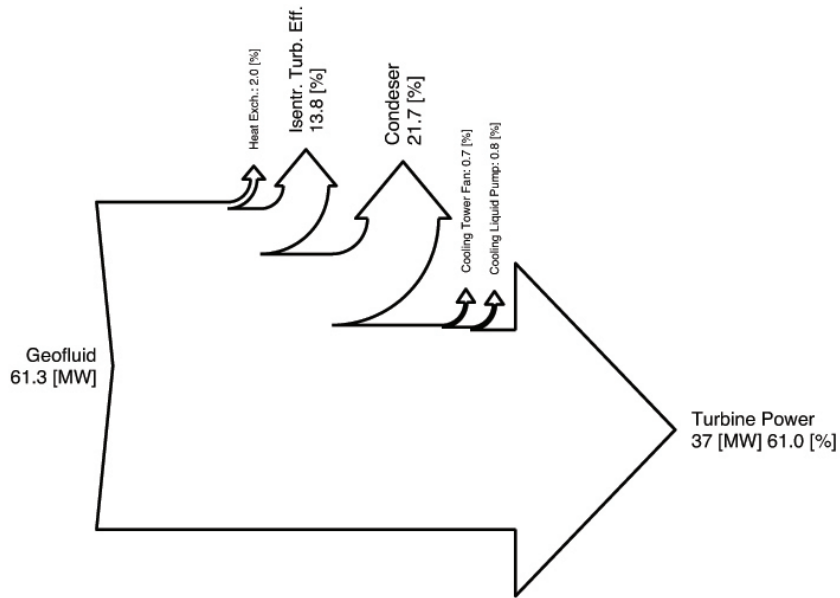 Heat Exch.: 2.0 [%]
Isentr. Turb. Eff.
13.8 [%]
Condeser
21.7 [%]
Cooling Tower Fan: 0.7 [%]
Cooling Liquid Pump: 0.8 [%]
Geofluid
61.3 [MW]
Turbine Power
37 [MW] 61.0 [%]